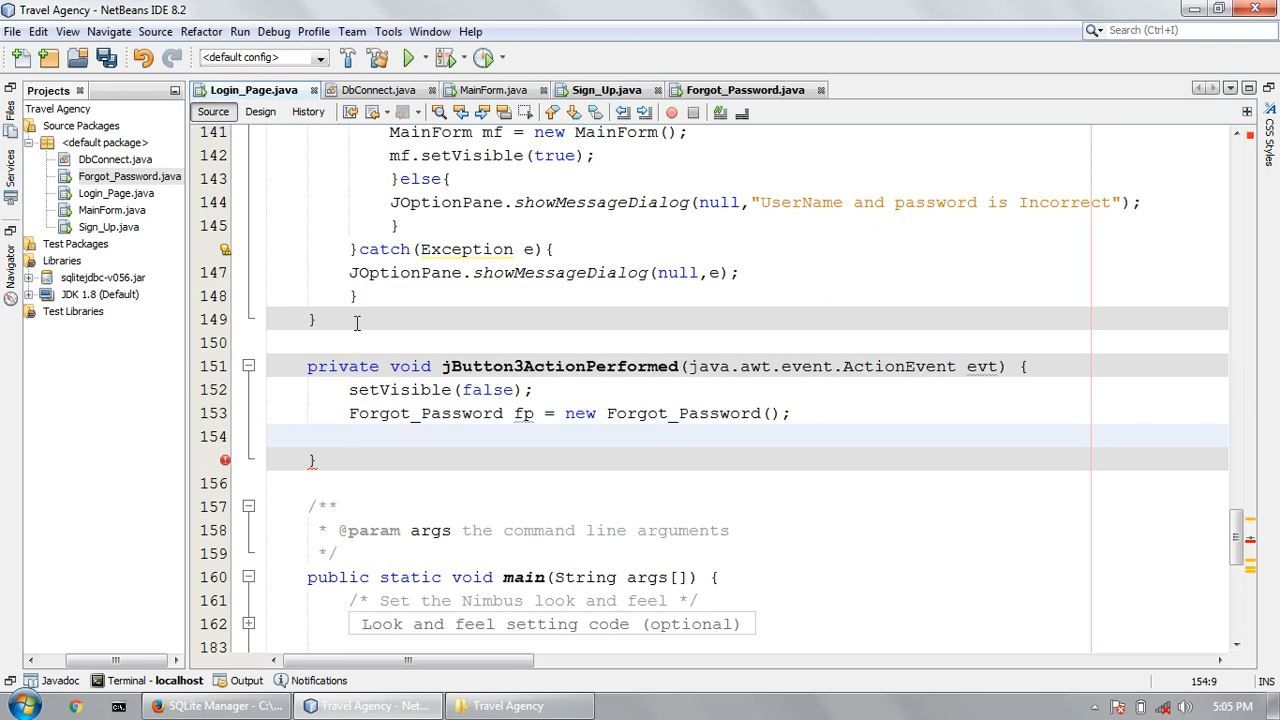 Travel Agency - NetBeans IDE 8.2
File Edit View Navigate Source Refactor Run Debug Profile Team Tools Window Help
Search (Ctrl+I)
<default config>
Projects
Login_Page.java DbConnect.java MainForm.java Sign_Up.java Forgot_Password.java
Source Design History
Travel Agency
Source Packages
<default package>
DbConnect.java
Forgot_Password.java
Login_Page.java
MainForm.java
Sign_Up.java
Test Packages
Libraries
sqlitejdbc-v056.jar
JDK 1.8 (Default)
Test Libraries
Files
Services
Navigator
CSS Styles
141 MainForm mf = new MainForm();
142 mf.setVisible(true);
143 }else{
144 JOptionPane.showMessageDialog(null,"UserName and password is Incorrect");
145 }
}catch(Exception e){
147 JOptionPane.showMessageDialog(null,e);
148 }
149 }
150
151 private void jButton3ActionPerformed(java.awt.event.ActionEvent evt) {
152 setVisible(false);
153 Forgot_Password fp = new Forgot_Password();
154
}
156
157 /**
158 * @param args the command line arguments
159 */
160 public static void main(String args[]) {
161 /* Set the Nimbus look and feel */
162 Look and feel setting code (optional)
183
Javadoc Terminal - localhost Output Notifications
154:9 INS
SQLite Manager - C:\... Travel Agency - Net... Travel Agency
5:05 PM